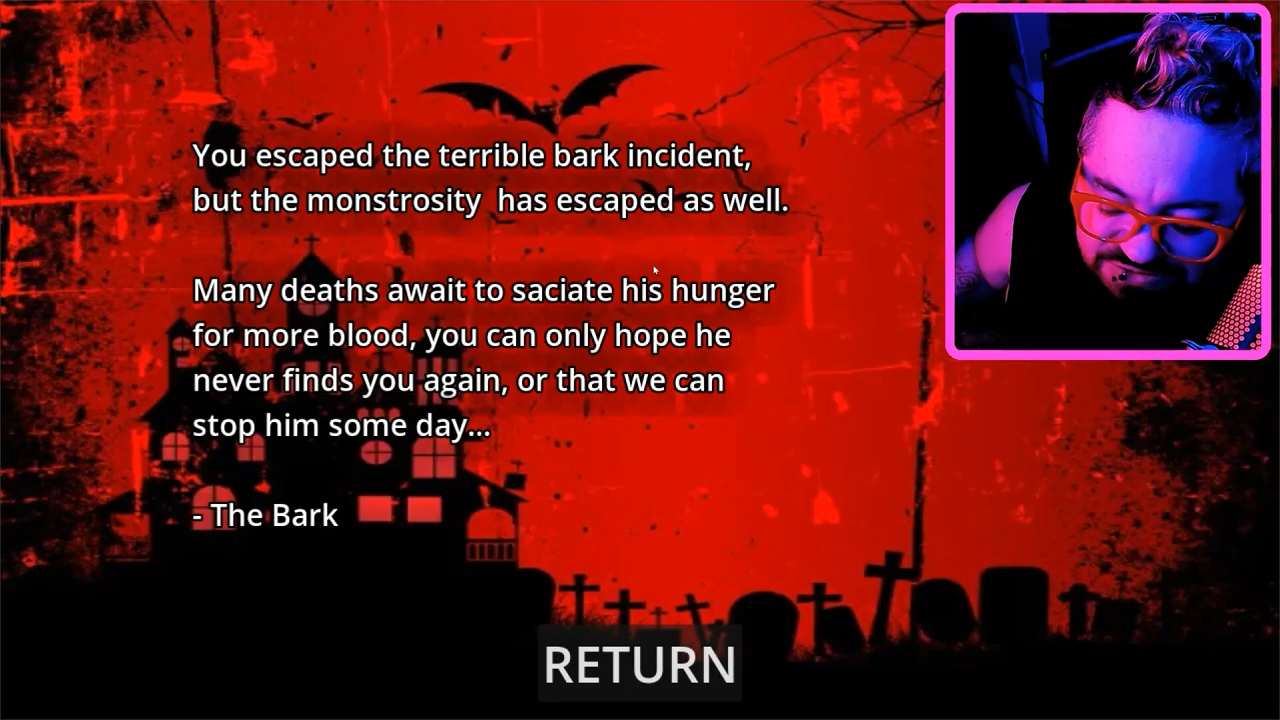 You escaped the terrible bark incident,
but the monstrosity  has escaped as well.
Many deaths await to saciate his hunger
for more blood, you can only hope he
never finds you again, or that we can
stop him some day...
- The Bark
RETURN